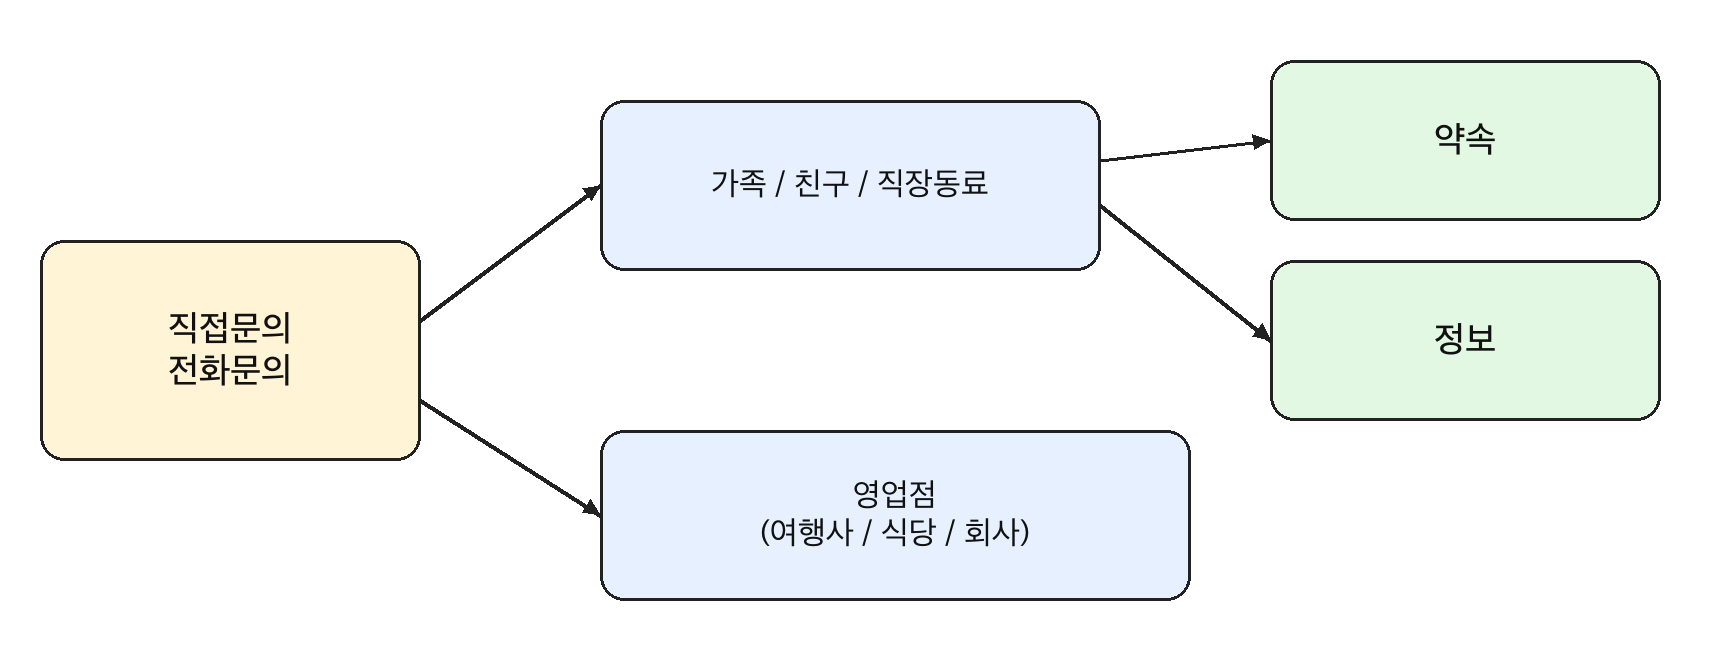 직접문의
전화문의
가족 / 친구 / 직장동료
약속
정보
영업점
(여행사 / 식당 / 회사)